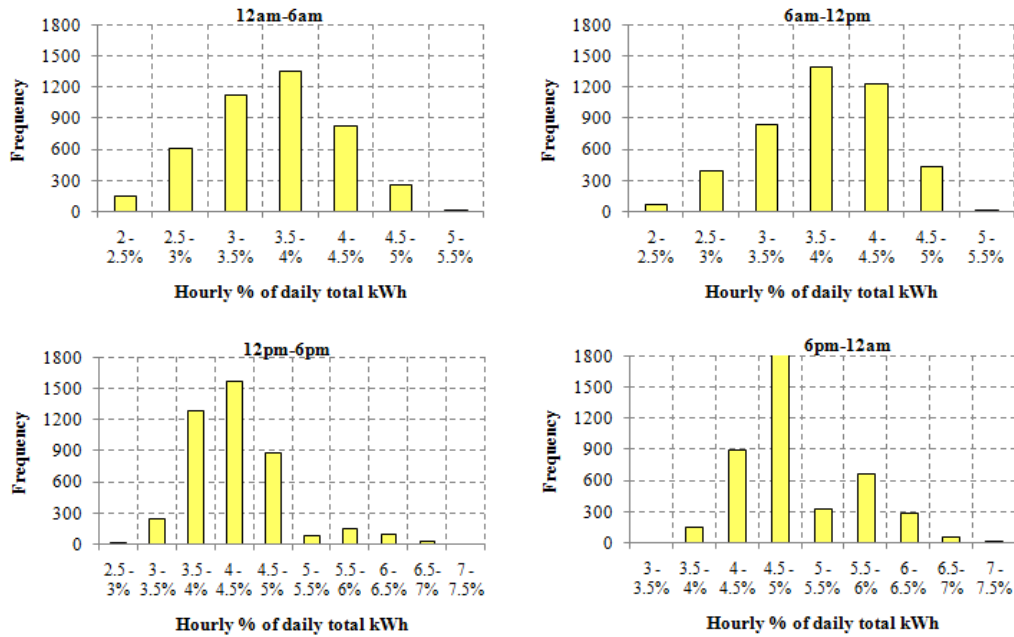 12am-6am
1800
1500
1200
900
600
300
0
Frequency
2 - 2.5 - 3 - 3.5 - 4 - 4.5 - 5 -
2.5% 3% 3.5% 4% 4.5% 5% 5.5%
Hourly % of daily total kWh
6am-12pm
1800
1500
1200
900
600
300
0
Frequency
2 - 2.5 - 3 - 3.5 - 4 - 4.5 - 5 -
2.5% 3% 3.5% 4% 4.5% 5% 5.5%
Hourly % of daily total kWh
12pm-6pm
1800
1500
1200
900
600
300
0
Frequency
2.5 - 3 - 3.5 - 4 - 4.5 - 5 - 5.5 - 6 - 6.5 - 7 -
3% 3.5% 4% 4.5% 5% 5.5% 6% 6.5% 7% 7.5%
Hourly % of daily total kWh
6pm-12am
1800
1500
1200
900
600
300
0
Frequency
3 - 3.5 - 4 - 4.5 - 5 - 5.5 - 6 - 6.5 - 7 -
3.5% 4% 4.5% 5% 5.5% 6% 6.5% 7% 7.5%
Hourly % of daily total kWh